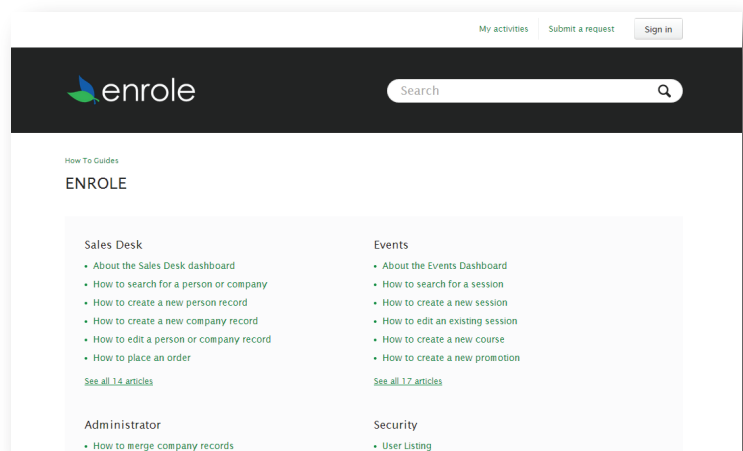 My activities
Submit a request
Sign in
enrole
Search
How To Guides
ENROLE
Sales Desk
About the Sales Desk dashboard
How to search for a person or company
How to create a new person record
How to create a new company record
How to edit a person or company record
How to place an order
See all 14 articles
Events
About the Events Dashboard
How to search for a session
How to create a new session
How to edit an existing session
How to create a new course
How to create a new promotion
See all 17 articles
Administrator
How to merge company records
Security
User Listing